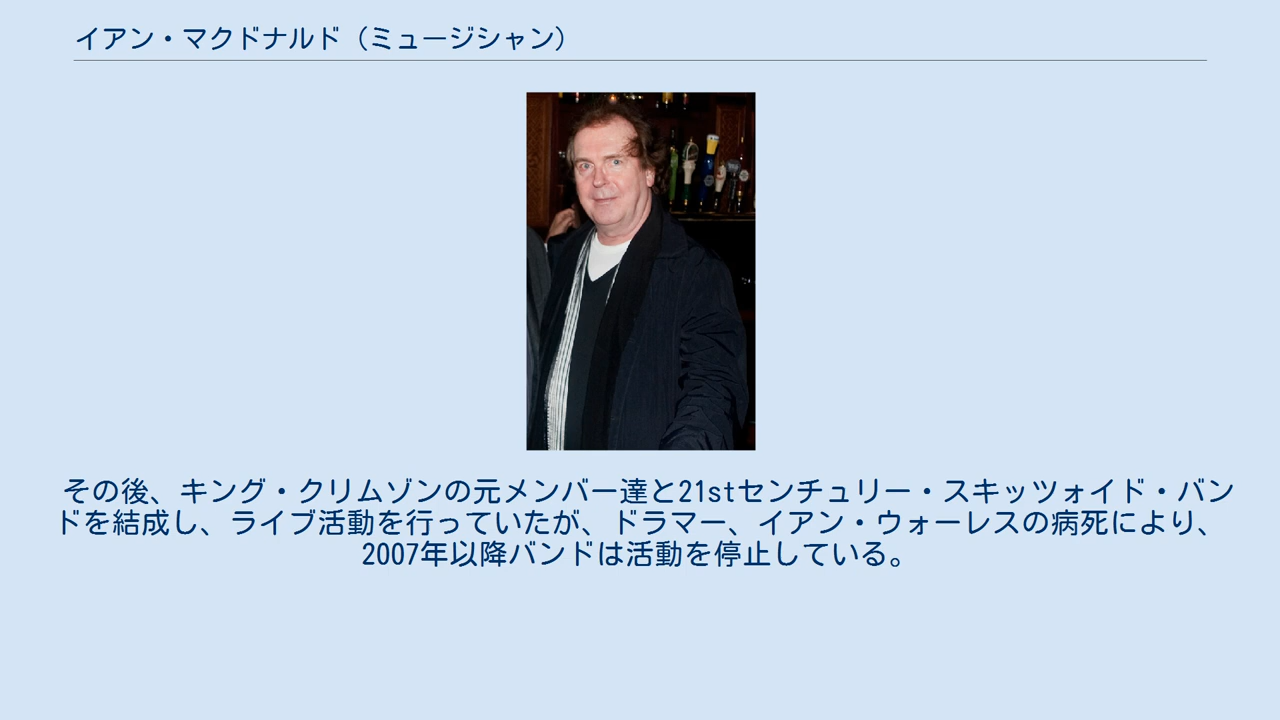 イアン・マクドナルド（ミュージシャン）
その後、キング・クリムゾンの元メンバー達と21stセンチュリー・スキッツォイド・バン
ドを結成し、ライブ活動を行っていたが、ドラマー、イアン・ウォーレスの病死により、
2007年以降バンドは活動を停止している。